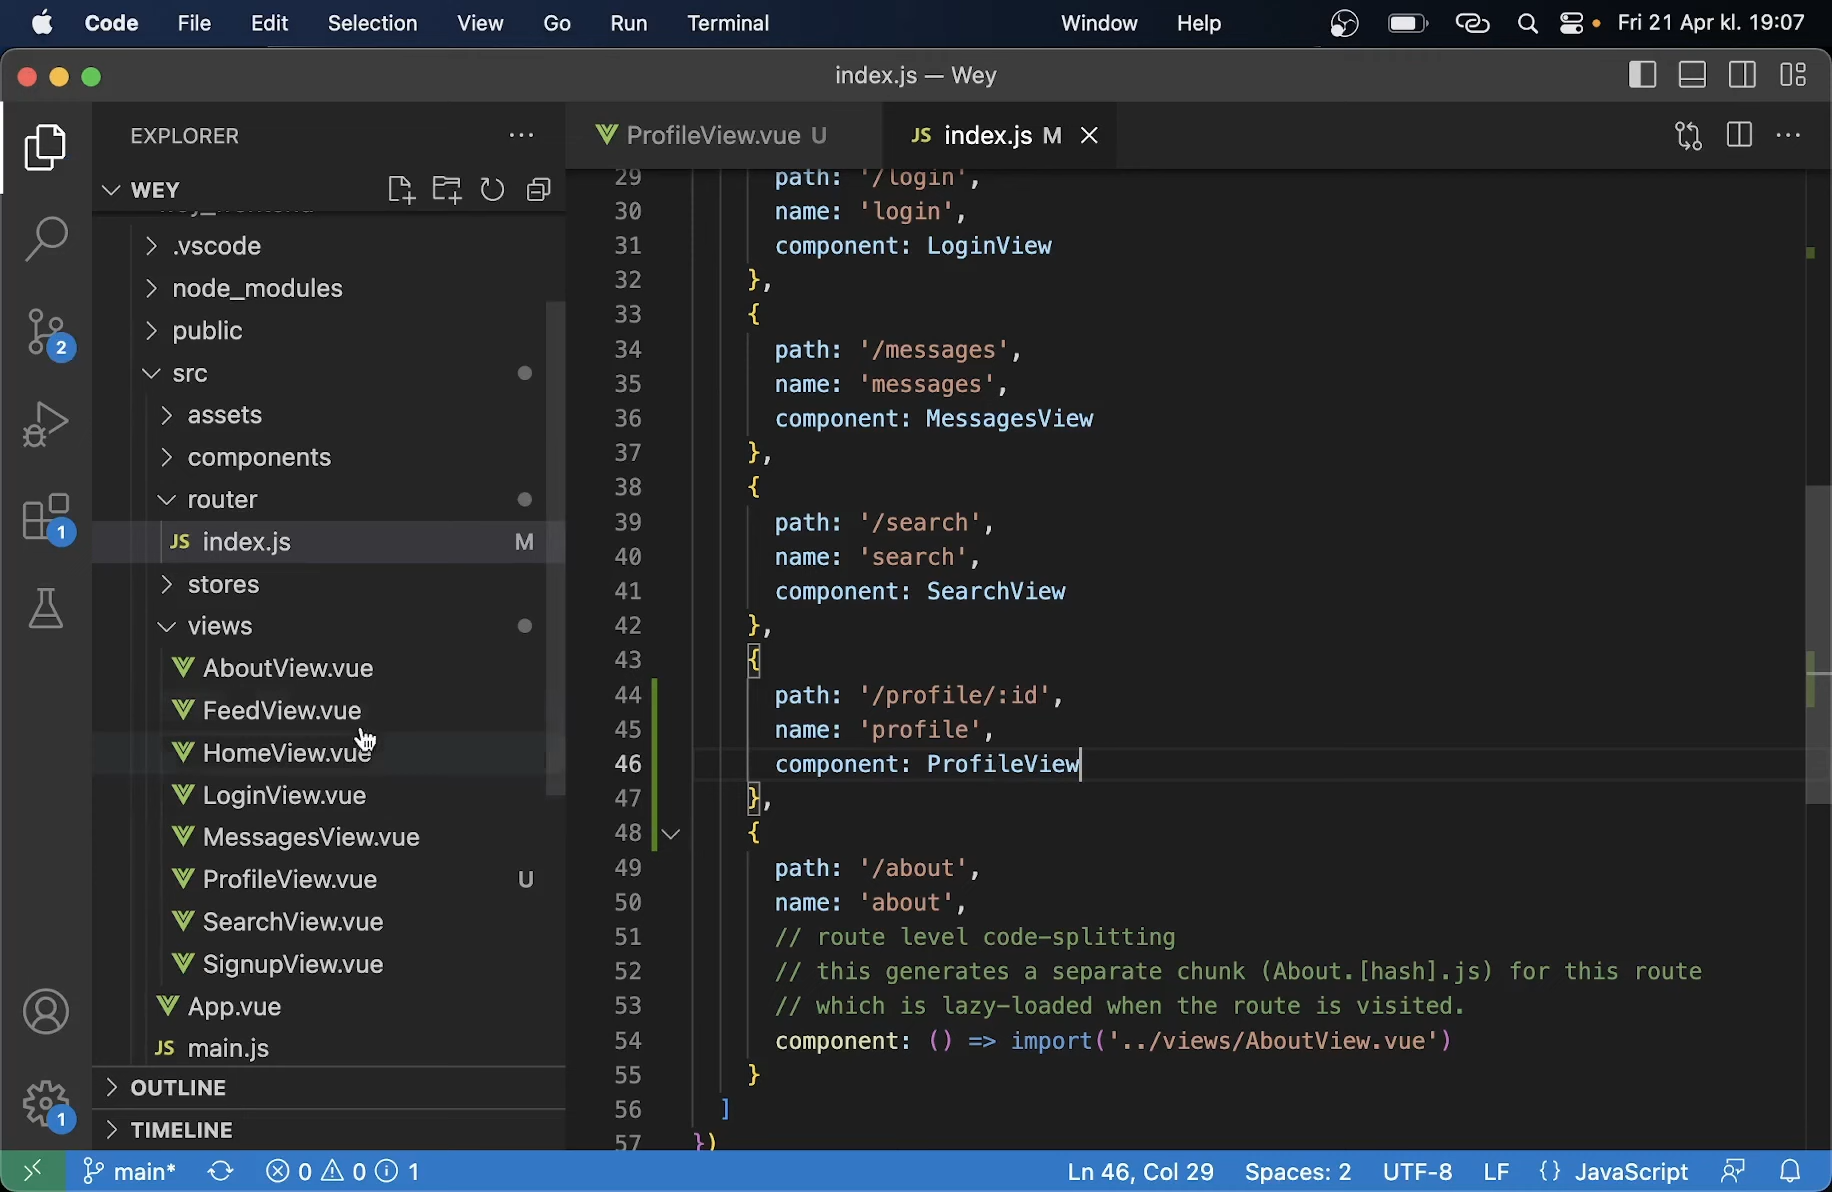 Code File Edit Selection View Go Run Terminal Window Help Fri 21 Apr kl. 19:07
index.js — Wey
EXPLORER
ProfileView.vue U
JS index.js M
WEY
.vscode
node_modules
public
src
assets
components
router
JS index.js M
stores
views
AboutView.vue
FeedView.vue
HomeView.vue
LoginView.vue
MessagesView.vue
ProfileView.vue U
SearchView.vue
SignupView.vue
App.vue
JS main.js
OUTLINE
TIMELINE
2
1
1
29 path: '/login',
30 name: 'login',
31 component: LoginView
32 },
33 {
34 path: '/messages',
35 name: 'messages',
36 component: MessagesView
37 },
38 {
39 path: '/search',
40 name: 'search',
41 component: SearchView
42 },
43 {
44 path: '/profile/:id',
45 name: 'profile',
46 component: ProfileView
47 },
48 {
49 path: '/about',
50 name: 'about',
51 // route level code-splitting
52 // this generates a separate chunk (About.[hash].js) for this route
53 // which is lazy-loaded when the route is visited.
54 component: () => import('../views/AboutView.vue')
55 }
56 ]
57 })
main* 0 0 1 Ln 46, Col 29 Spaces: 2 UTF-8 LF {} JavaScript